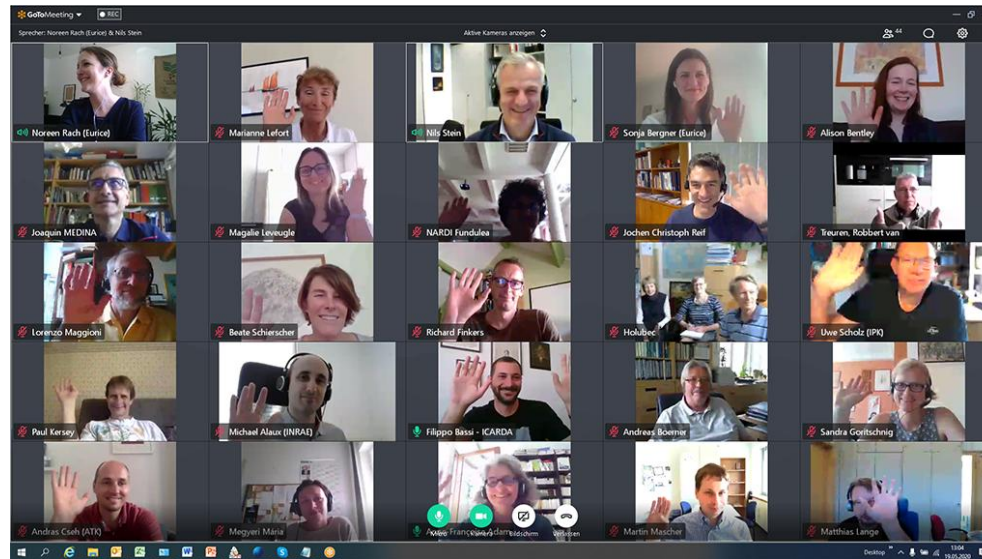 GoToMeeting
REC
Sprecher: Noreen Rach (Eurice) & Nils Stein
Aktive Kameras anzeigen
44
Noreen Rach (Eurice)
Marianne Lefort
Nils Stein
Sonja Bergner (Eurice)
Alison Bentley
Joaquin MEDINA
Magalie Leveugle
NARDI Fundulea
Jochen Christoph Reif
Treuren, Robbert van
Lorenzo Maggioni
Beate Schierscher
Richard Finkers
Holubec
Uwe Scholz (IPK)
Paul Kersey
Michael Alaux (INRAE)
Filippo Bassi - ICARDA
Andreas Boerner
Sandra Goritschnig
Andras Cseh (ATK)
Megyeri Mária
Françoise Adam
Martin Mascher
Matthias Lange
Mikro
Kamera
Bildschirm
Verlassen
Desktop
13:04
19.05.2020